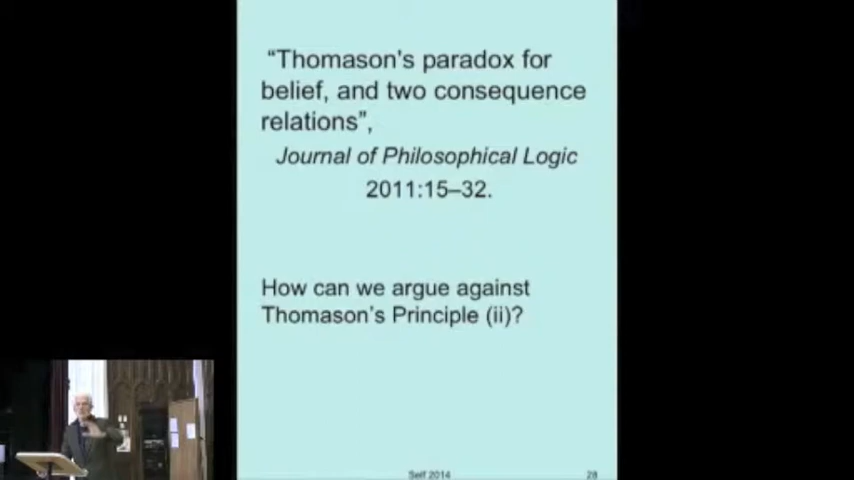 “Thomason's paradox for
belief, and two consequence
relations”,
Journal of Philosophical Logic
2011:15–32.
How can we argue against
Thomason’s Principle (ii)?
Self 2014
28